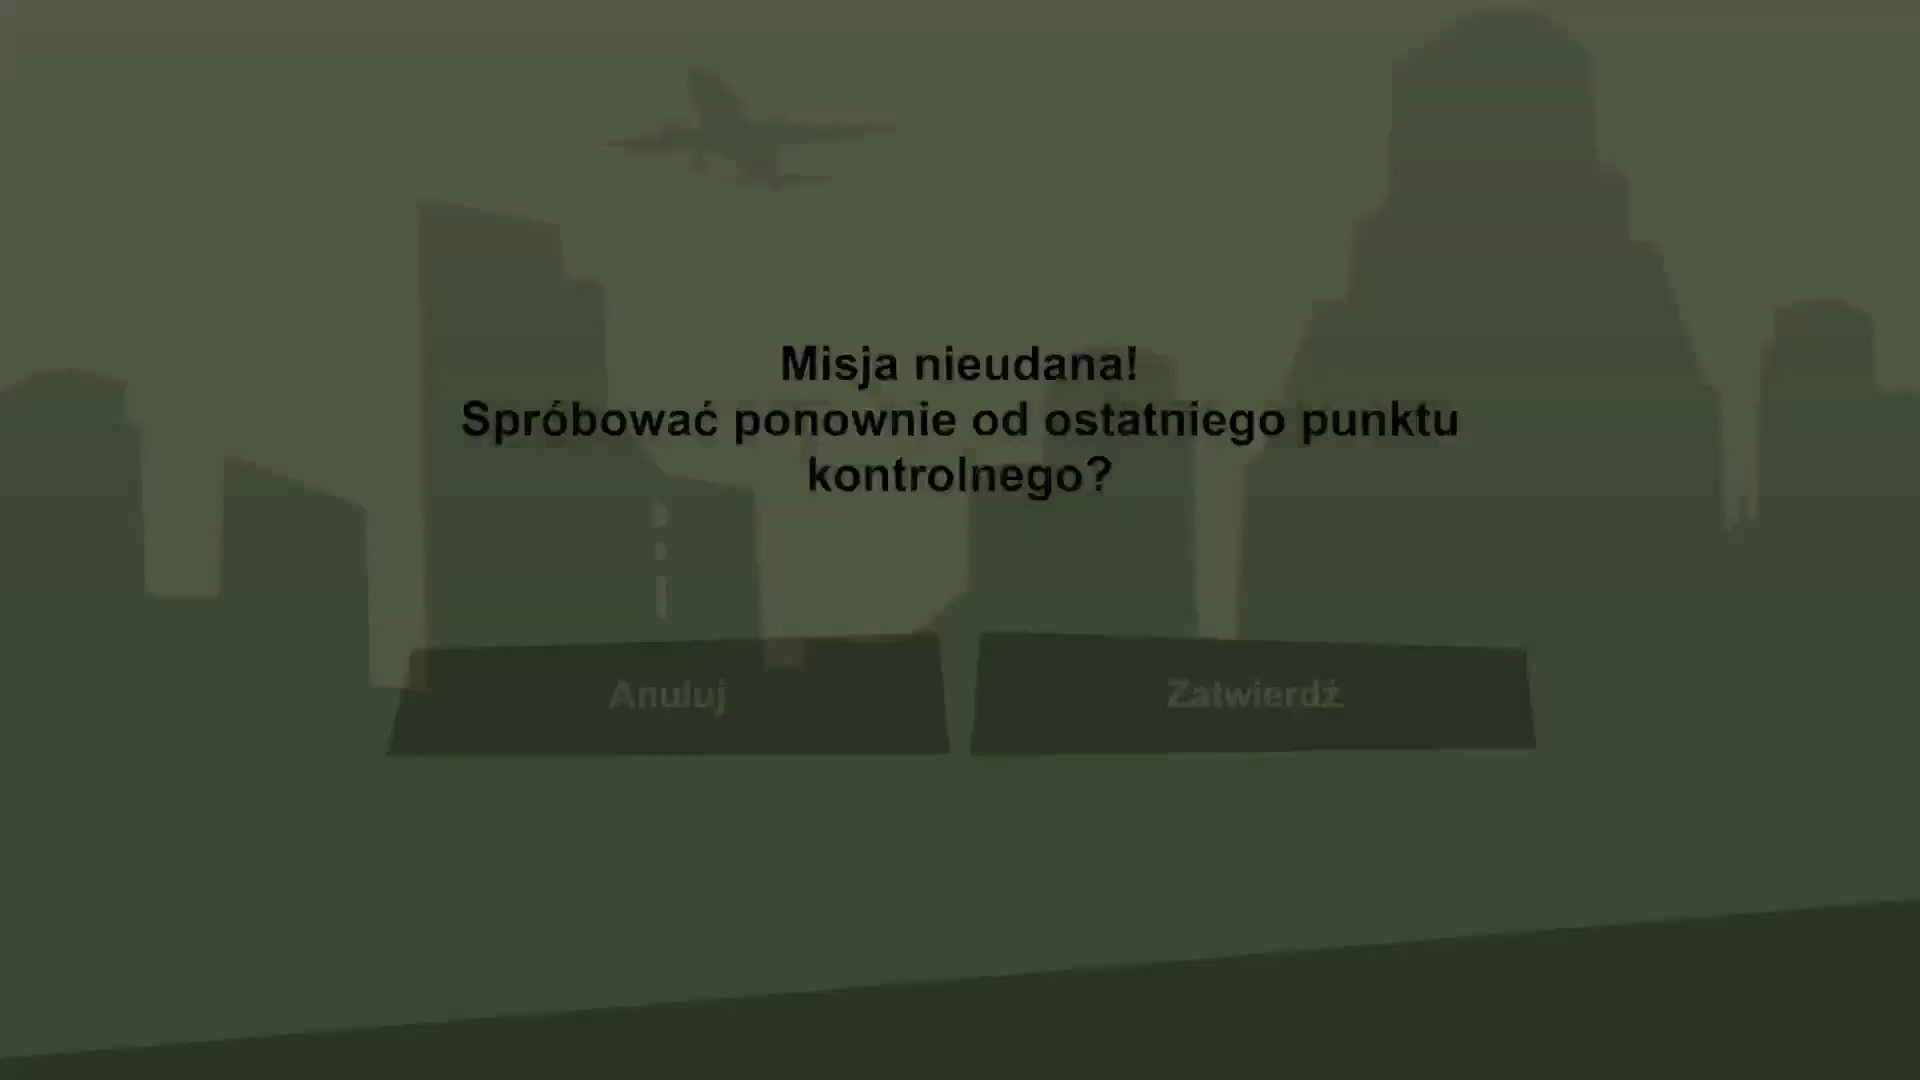 Misja nieudana!
Spróbować ponownie od ostatniego punktu
kontrolnego?
Anuluj
Zatwierdź